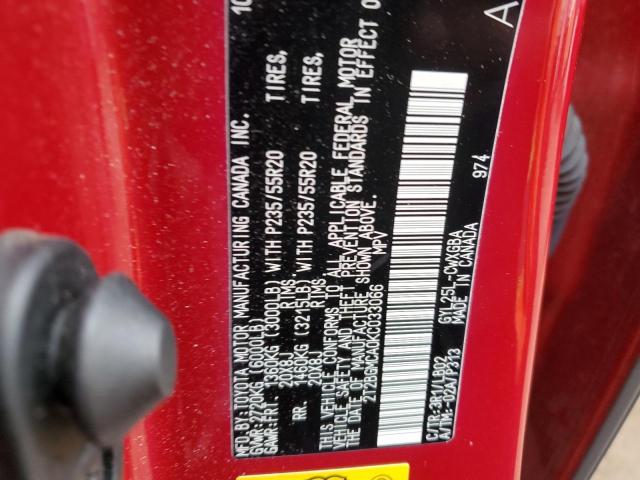 MFD.BY:TOYOTA MOTOR MANUFACTURING CANADA INC. 10
GVWR: 2720KG (6000LB)
GAWR:FRT. 1360KG (3000LB) WITH P235/55R20 TIRES,
20X8J RIMS,
RR. 1460KG (3215LB) WITH P235/55R20 TIRES,
20X8J RIMS,
THIS VEHICLE CONFORMS TO ALL APPLICABLE FEDERAL MOTOR
VEHICLE SAFETY AND THEFT PREVENTION STANDARDS IN EFFECT O
THE DATE OF MANUFACTURE SHOWN ABOVE.
2T2BGMCA0KC033066 MPV A
C/TR: 3R1/LB02 GYL25L-CWXGBA
A/TM: -02A/P313 MADE IN CANADA 974